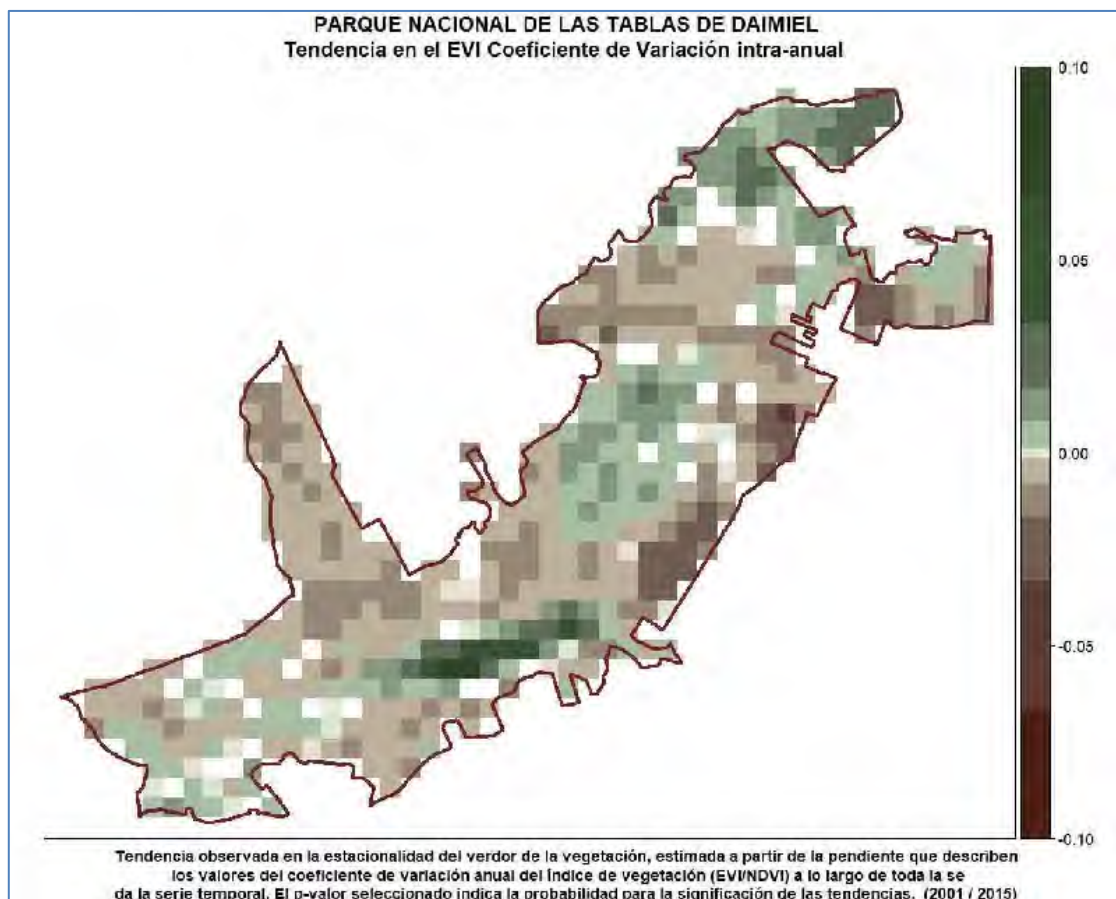 PARQUE NACIONAL DE LAS TABLAS DE DAIMIEL
Tendencia en el EVI Coeficiente de Variación intra-anual
0.10
0.05
0.00
-0.05
-0.10
Tendencia observada en la estacionalidad del verdor de la vegetación, estimada a partir de la pendiente que describen
los valores del coeficiente de variación anual del índice de vegetación (EVI/NDVI) a lo largo de toda la se
da la serie temporal. El p-valor seleccionado indica la probabilidad para la significación de las tendencias. (2001 / 2015)